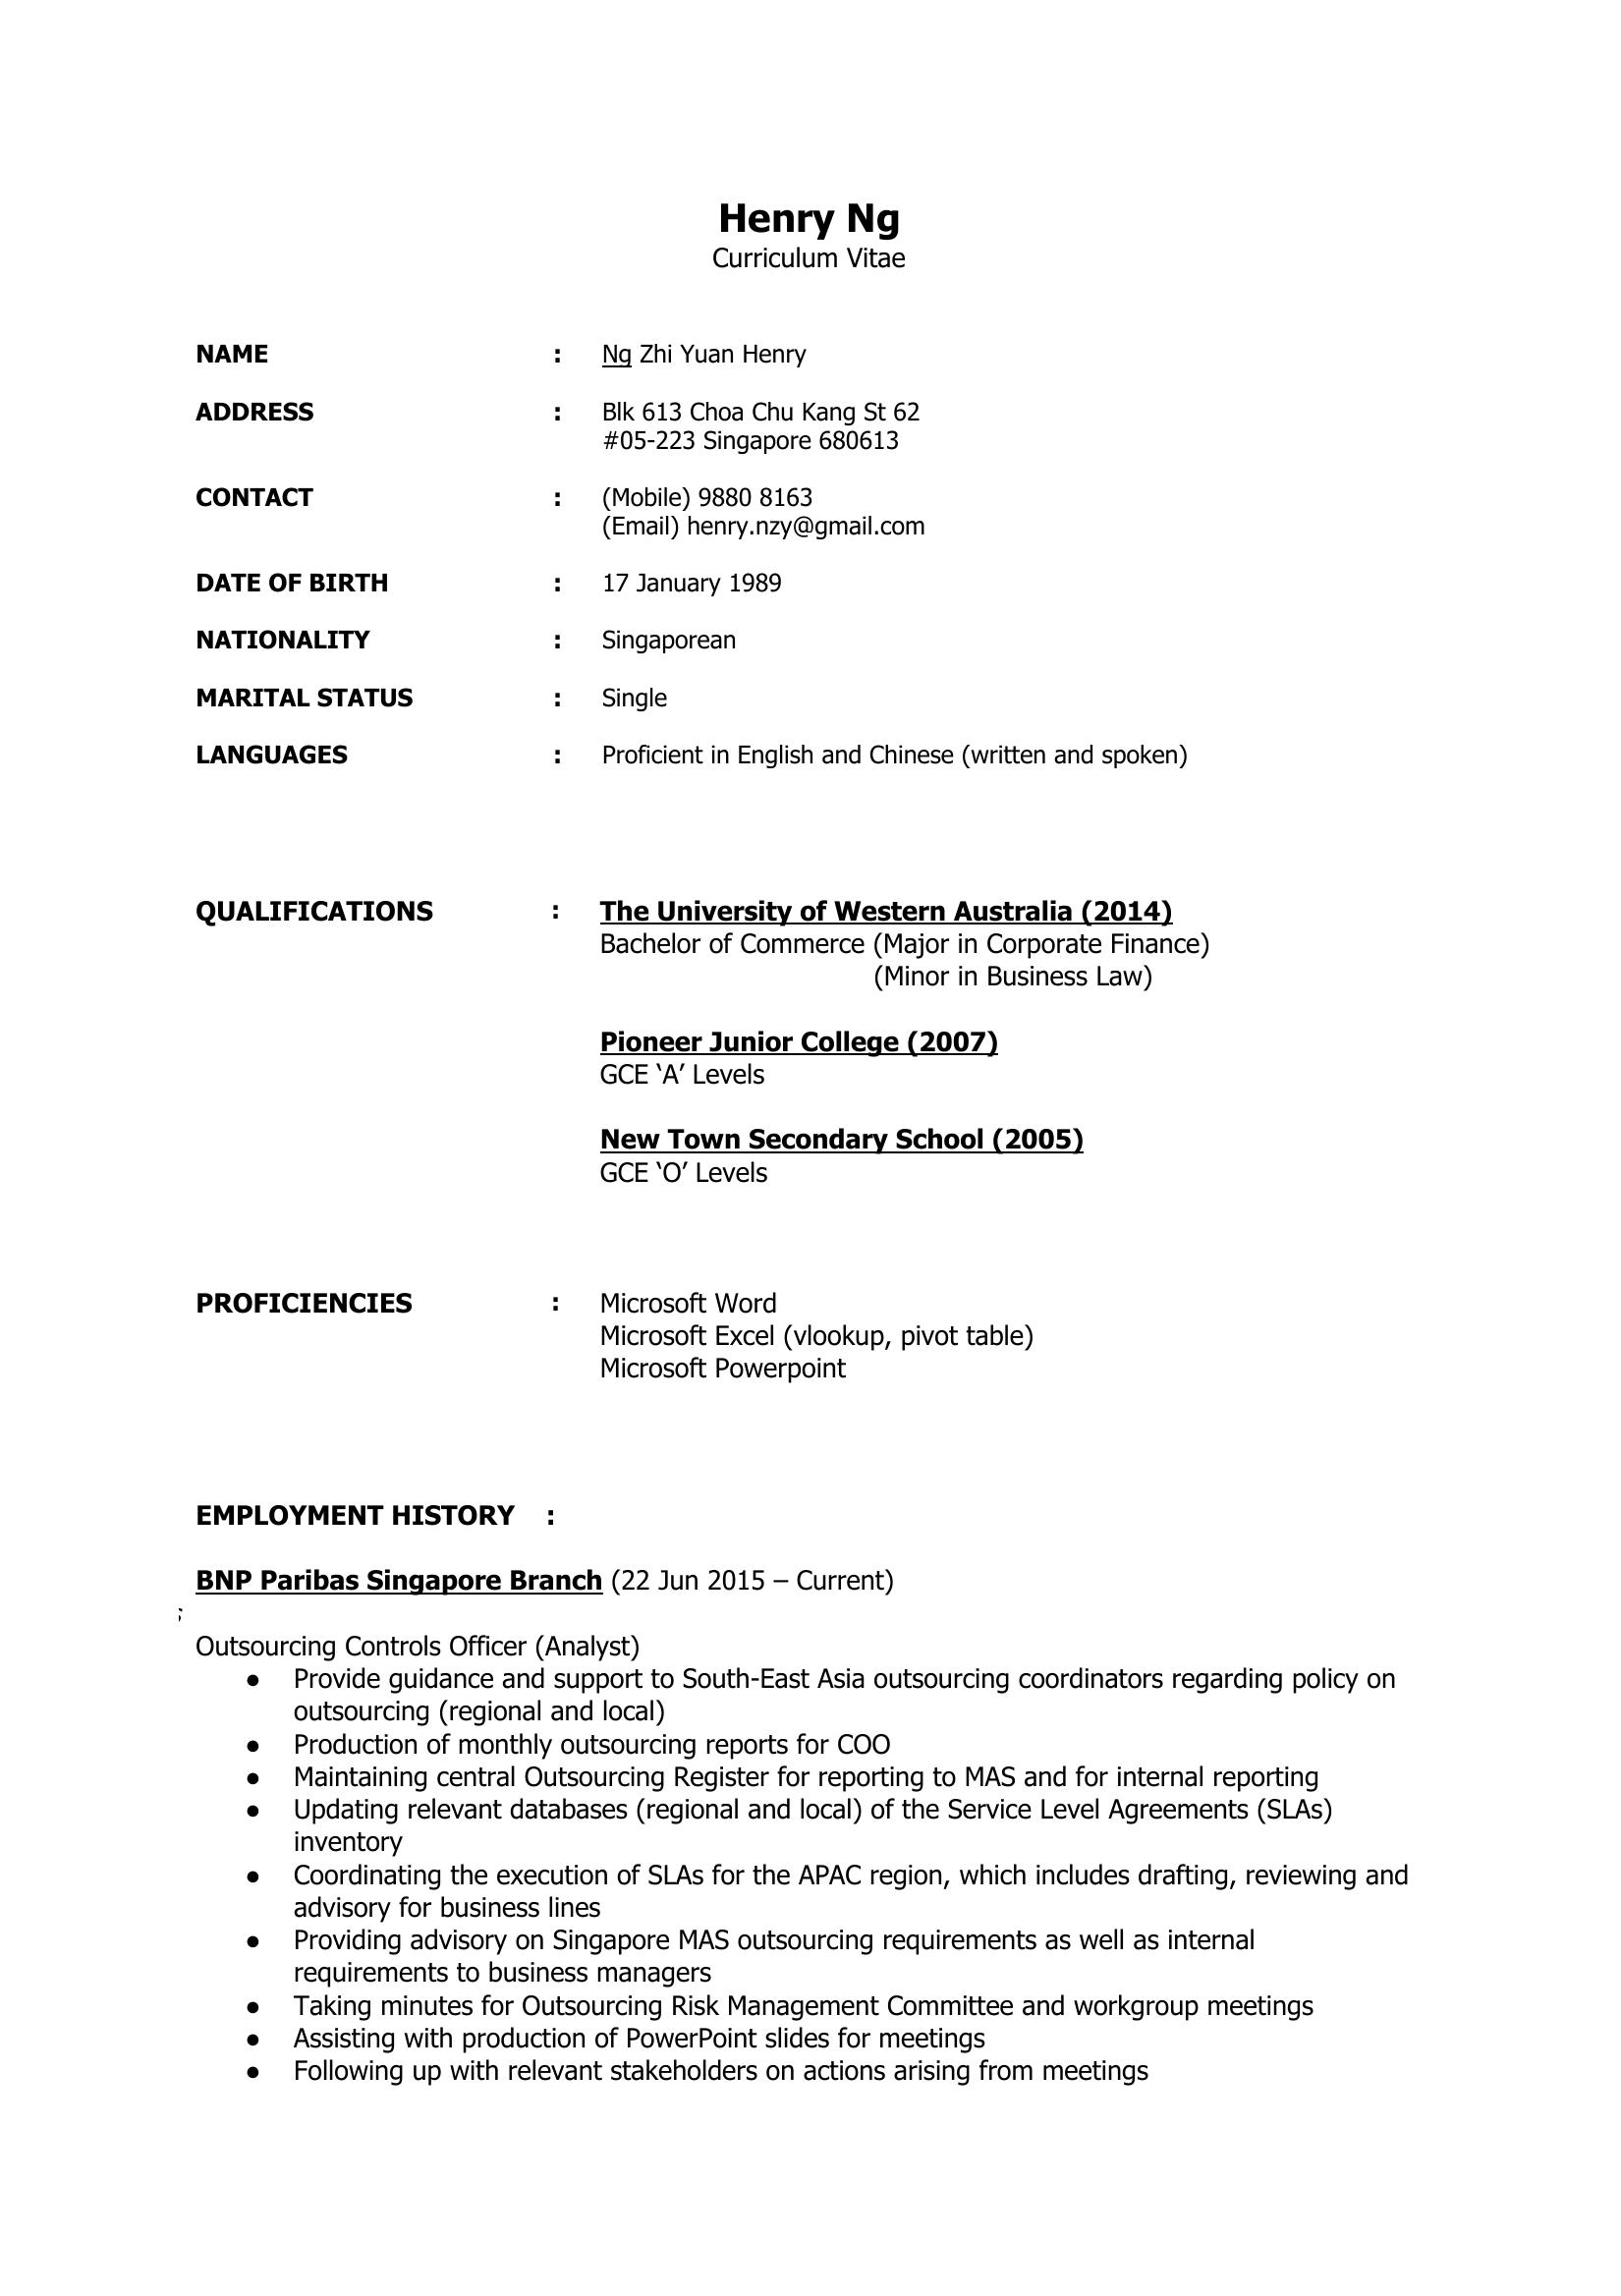 Henry Ng
Curriculum Vitae
NAME : Ng Zhi Yuan Henry
ADDRESS : Blk 613 Choa Chu Kang St 62
#05-223 Singapore 680613
CONTACT : (Mobile) 9880 8163
(Email) henry.nzy@gmail.com
DATE OF BIRTH : 17 January 1989
NATIONALITY : Singaporean
MARITAL STATUS : Single
LANGUAGES : Proficient in English and Chinese (written and spoken)
QUALIFICATIONS : The University of Western Australia (2014)
Bachelor of Commerce (Major in Corporate Finance)
(Minor in Business Law)
Pioneer Junior College (2007)
GCE ‘A’ Levels
New Town Secondary School (2005)
GCE ‘O’ Levels
PROFICIENCIES : Microsoft Word
Microsoft Excel (vlookup, pivot table)
Microsoft Powerpoint
EMPLOYMENT HISTORY :
BNP Paribas Singapore Branch (22 Jun 2015 – Current)
Outsourcing Controls Officer (Analyst)
● Provide guidance and support to South-East Asia outsourcing coordinators regarding policy on
outsourcing (regional and local)
● Production of monthly outsourcing reports for COO
● Maintaining central Outsourcing Register for reporting to MAS and for internal reporting
● Updating relevant databases (regional and local) of the Service Level Agreements (SLAs)
inventory
● Coordinating the execution of SLAs for the APAC region, which includes drafting, reviewing and
advisory for business lines
● Providing advisory on Singapore MAS outsourcing requirements as well as internal
requirements to business managers
● Taking minutes for Outsourcing Risk Management Committee and workgroup meetings
● Assisting with production of PowerPoint slides for meetings
● Following up with relevant stakeholders on actions arising from meetings